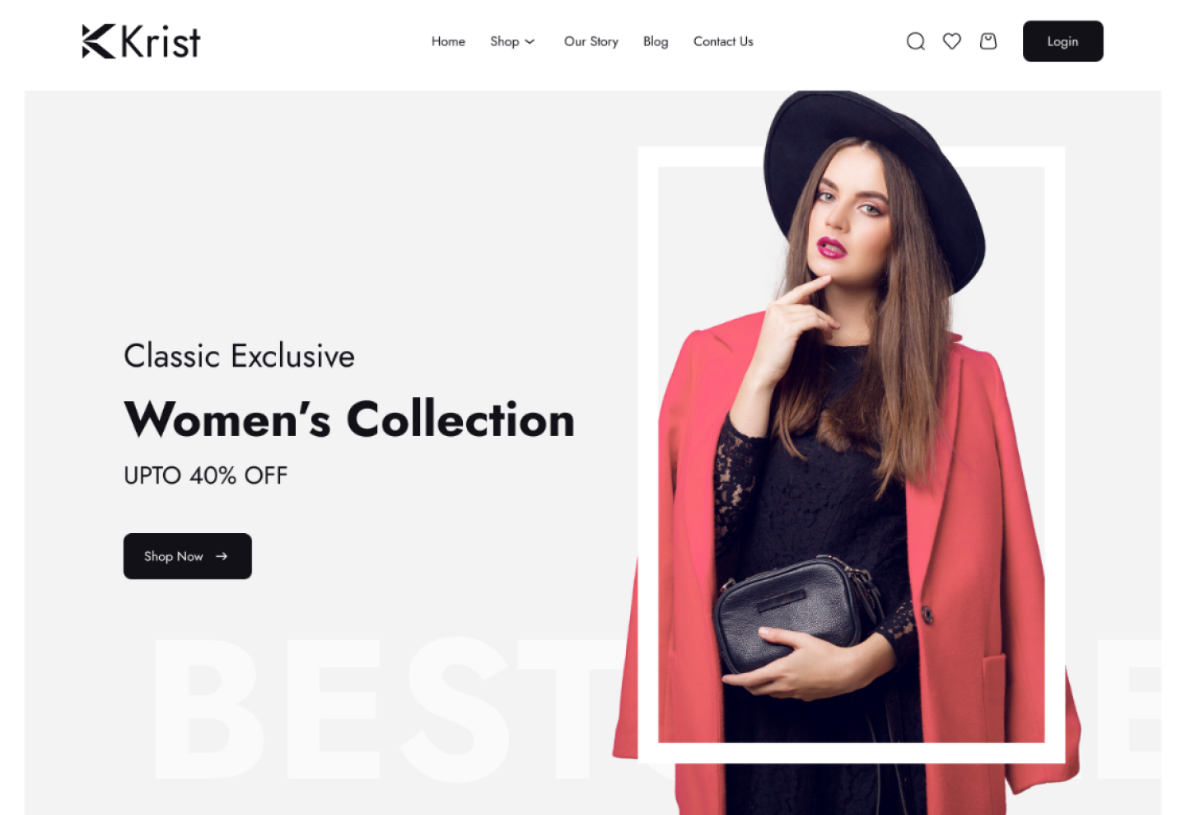 Krist
Home Shop Our Story Blog Contact Us Login
Classic Exclusive
Women's Collection
UPTO 40% OFF
Shop Now →
BEST